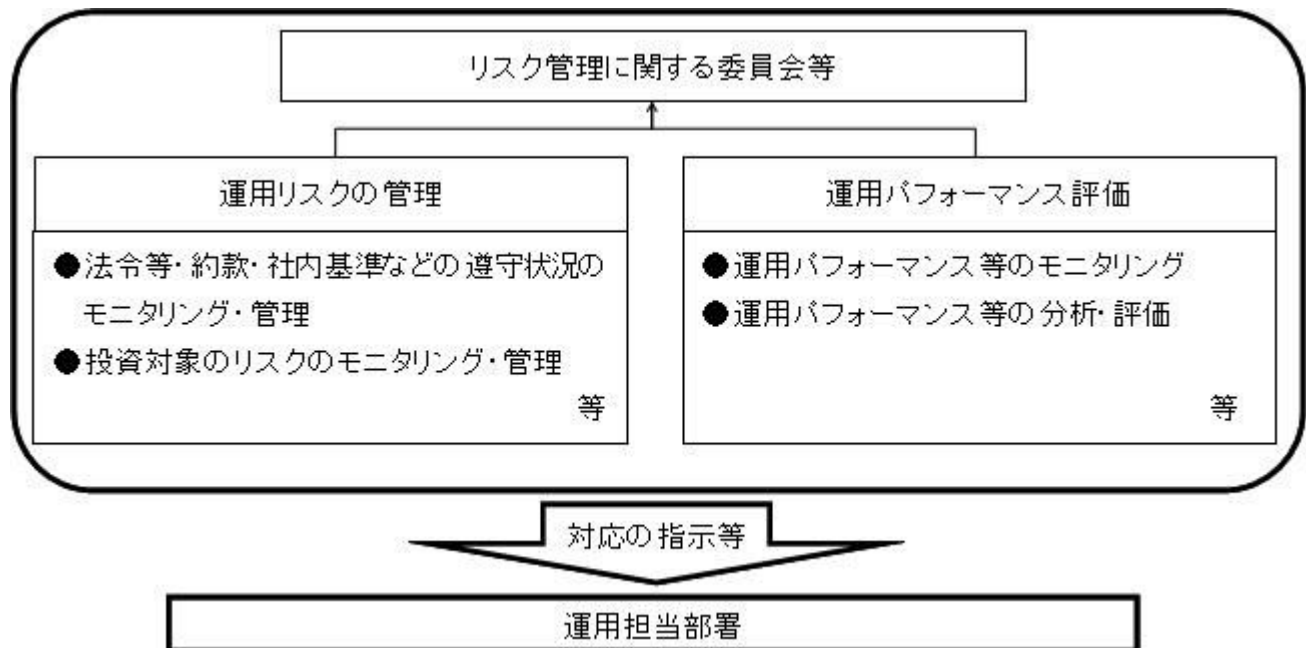 リスク管理に関する委員会等
運用リスクの管理
●法令等・約款・社内基準などの遵守状況の
モニタリング・管理
●投資対象のリスクのモニタリング・管理
等
運用パフォーマンス評価
●運用パフォーマンス等のモニタリング
●運用パフォーマンス等の分析・評価
等
対応の指示等
運用担当部署